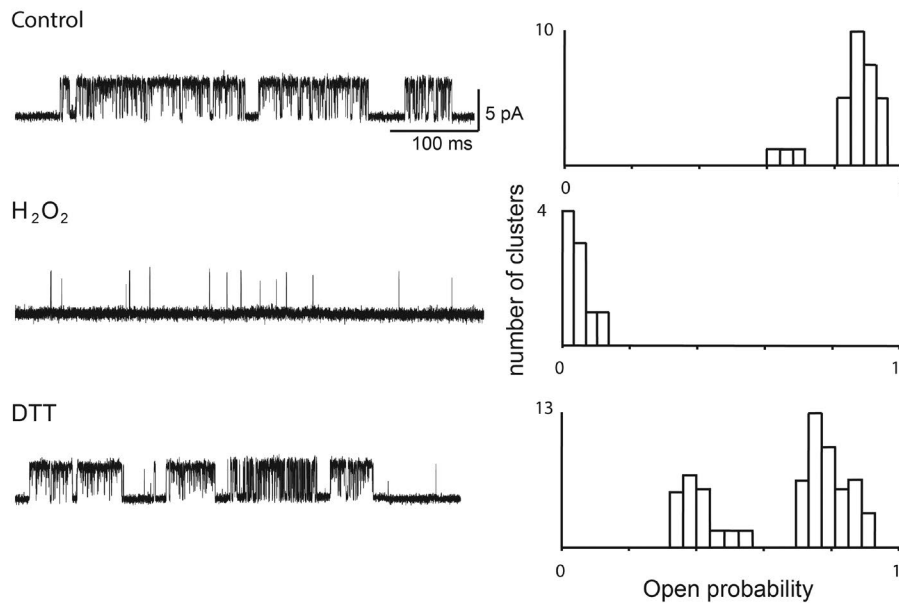 Control
5 pA
100 ms
10
0
1
H2O2
4
0
1
number of clusters
DTT
13
0
1
Open probability